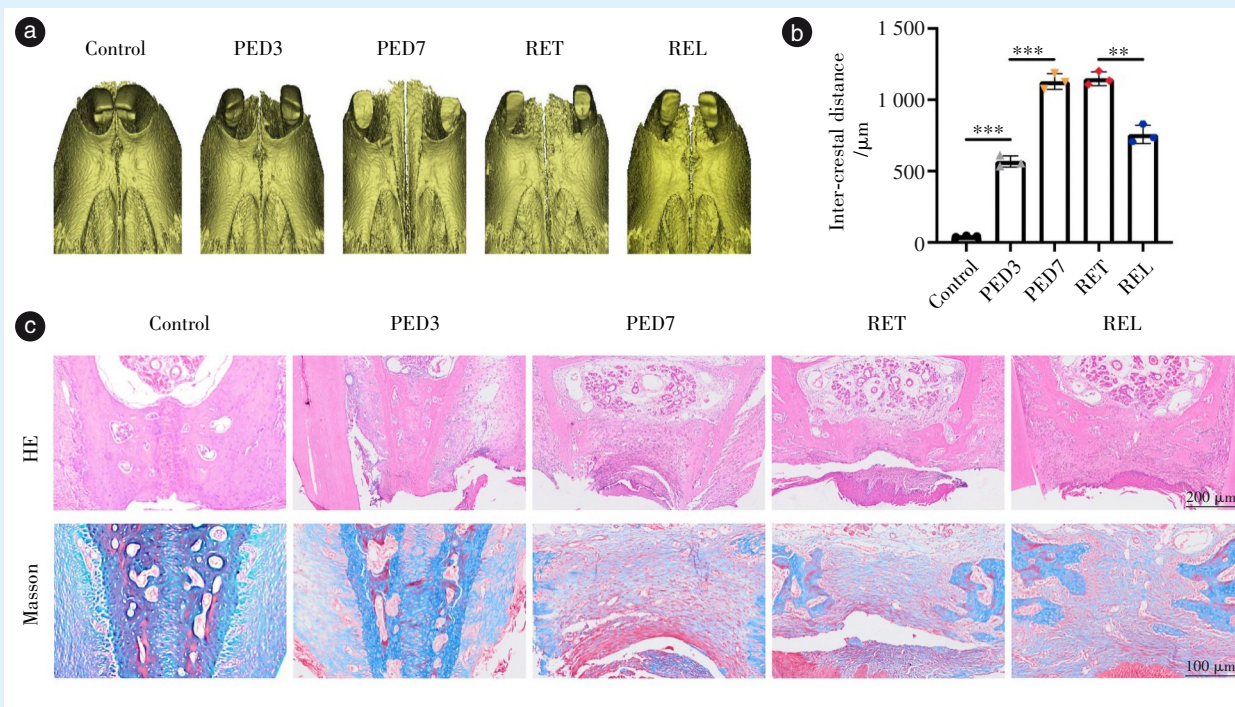 a
Control PED3 PED7 RET REL
b
Inter-crestal distance
/μm
1 500
1 000
500
0
***
***
**
Control PED3 PED7 RET REL
c
Control PED3 PED7 RET REL
HE
200 μm
Masson
100 μm